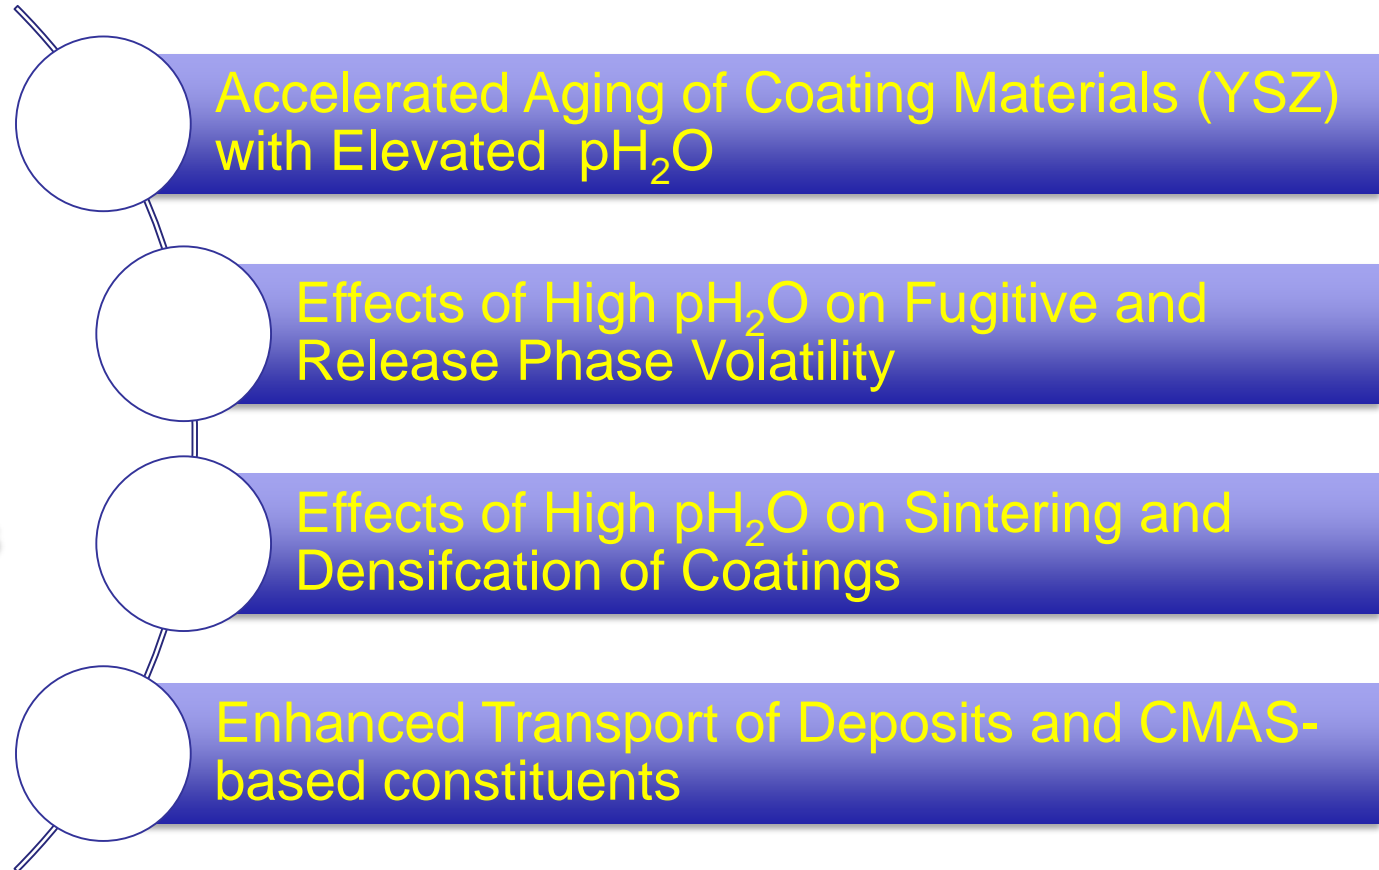 Accelerated Aging of Coating Materials (YSZ)
with Elevated pH₂O
Effects of High pH₂O on Fugitive and
Release Phase Volatility
Effects of High pH₂O on Sintering and
Densifcation of Coatings
Enhanced Transport of Deposits and CMAS-
based constituents